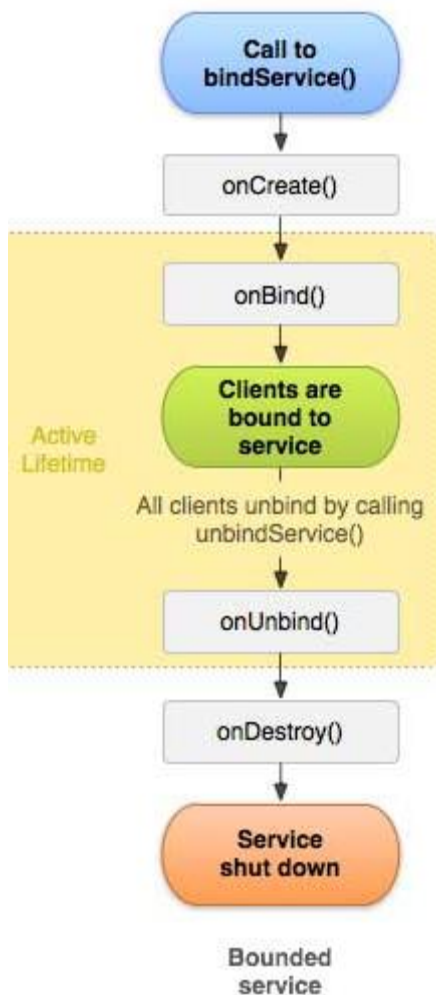 Call to
bindService()
onCreate()
onBind()
Clients are
bound to
service
Active
Lifetime
All clients unbind by calling
unbindService()
onUnbind()
onDestroy()
Service
shut down
Bounded
service